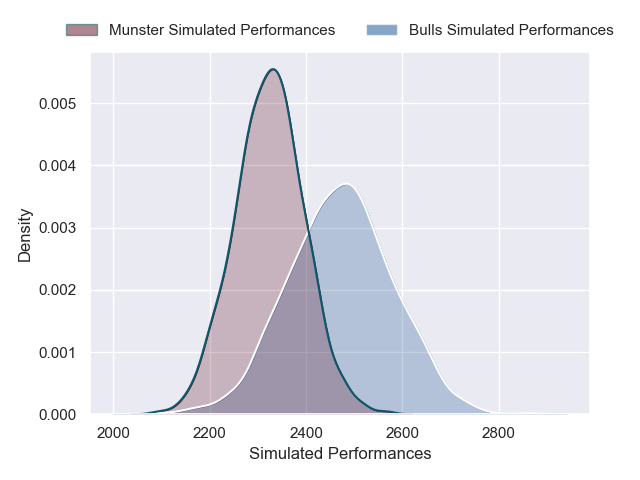 Munster Simulated Performances
Bulls Simulated Performances
0.005
0.004
0.003
0.002
0.001
0.000
Density
2000
2200
2400
2600
2800
Simulated Performances